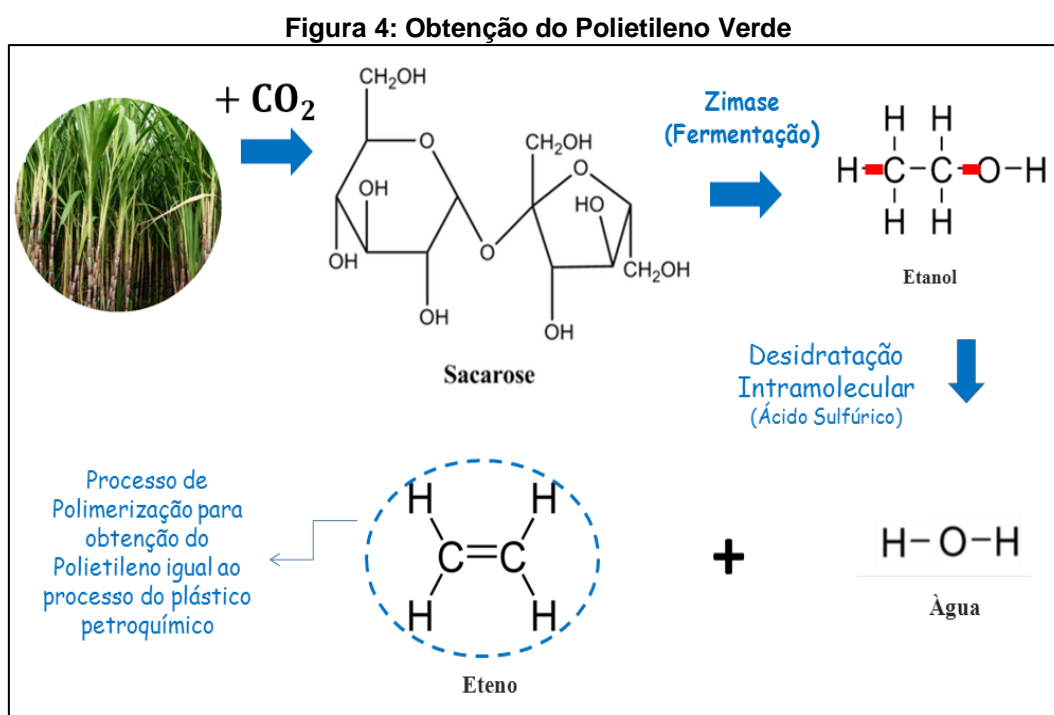 Figura 4: Obtenção do Polietileno Verde
+ CO₂
CH₂OH
O
OH
OH
OH
O
CH₂OH
O
HO
CH₂OH
OH
Sacarose
Zimase
(Fermentação)
H H
H-C-C-O-H
H H
Etanol
Desidratação
Intramolecular
(Ácido Sulfúrico)
Processo de
Polimerização para
obtenção do
Polietileno igual ao
processo do plástico
petroquímico
H H
C=C
H H
Eteno
+
H-O-H
Àgua